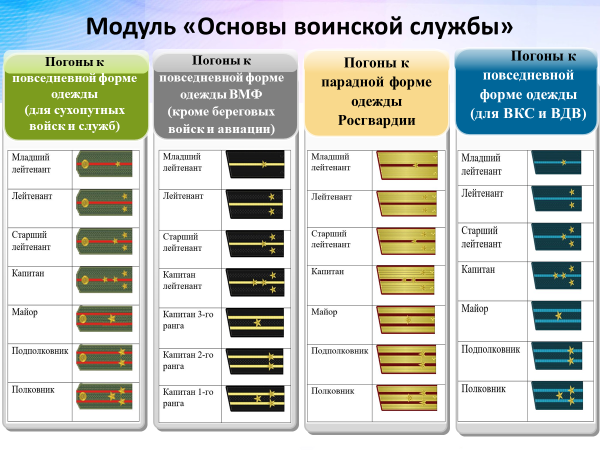 Модуль «Основы воинской службы»
Погоны к
повседневной форме
одежды
(для сухопутных
войск и служб)
Младший
лейтенант
Лейтенант
Старший
лейтенант
Капитан
Майор
Подполковник
Полковник
Погоны к
повседневной форме
одежды ВМФ
(кроме береговых
войск и авиации)
Младший
лейтенант
Лейтенант
Старший
лейтенант
Капитан
лейтенант
Капитан 3-го
ранга
Капитан 2-го
ранга
Капитан 1-го
ранга
Погоны к
парадной форме
одежды
Росгвардии
Младший
лейтенант
Лейтенант
Старший
лейтенант
Капитан
Майор
Подполковник
Полковник
Погоны к
повседневной
форме одежды
(для ВКС и ВДВ)
Младший
лейтенант
Лейтенант
Старший
лейтенант
Капитан
Майор
Подполковник
Полковник